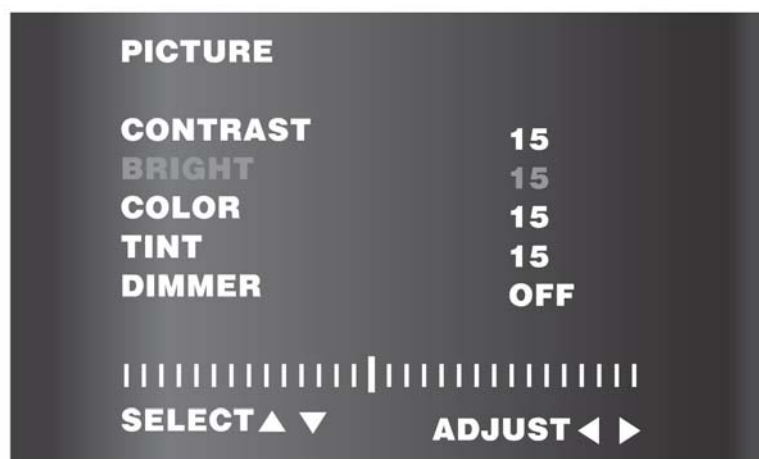 PICTURE
CONTRAST 15
BRIGHT 15
COLOR 15
TINT 15
DIMMER OFF
SELECT▲ ▼ ADJUST◀ ▶